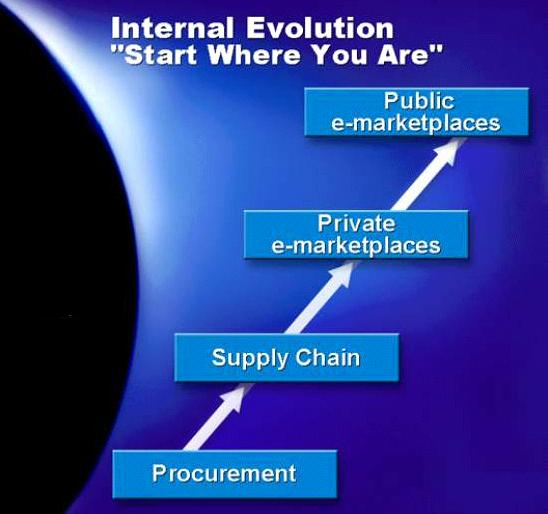 Internal Evolution
"Start Where You Are"
Public
e-marketplaces
Private
e-marketplaces
Supply Chain
Procurement